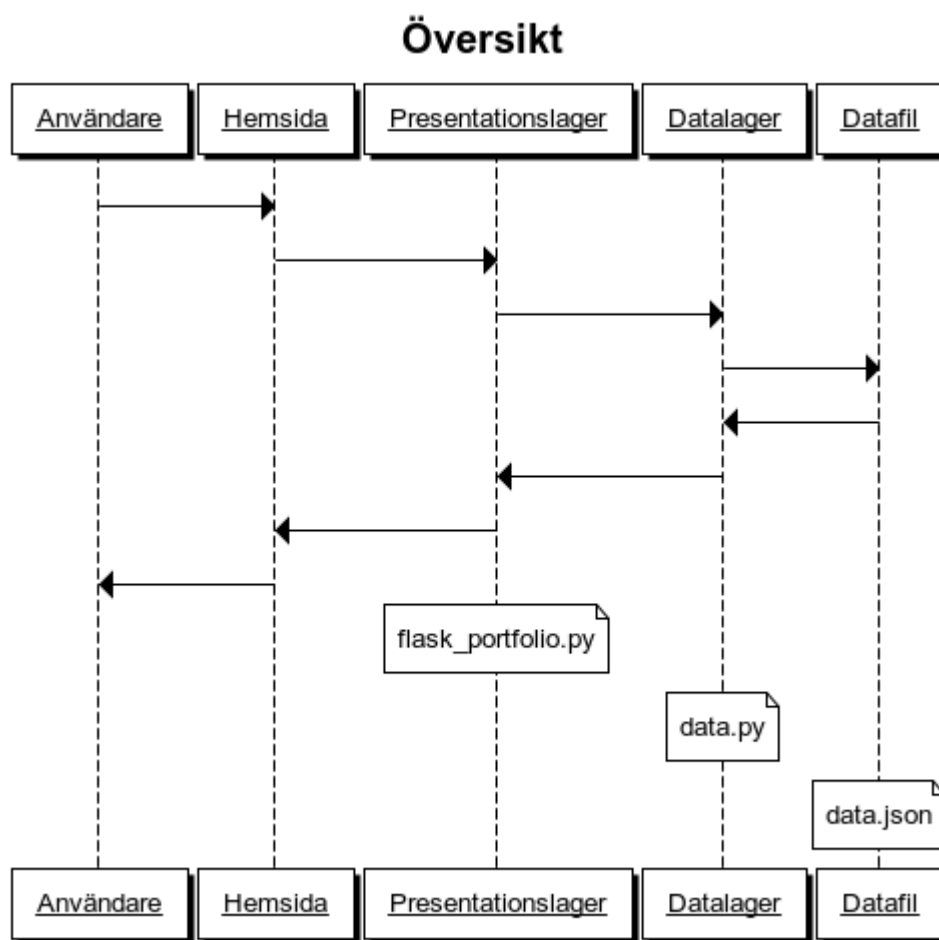 Översikt
Användare Hemsida Presentationslager Datalager Datafil
flask_portfolio.py
data.py
data.json
Användare Hemsida Presentationslager Datalager Datafil